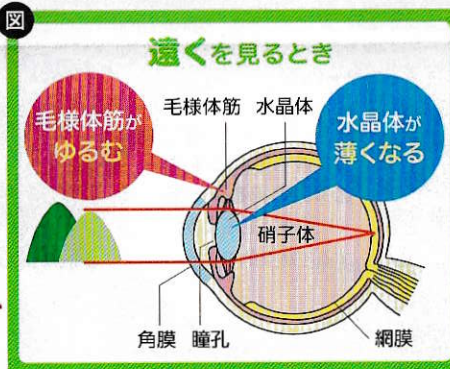 図
遠くを見るとき
毛様体筋が
ゆるむ
毛様体筋
水晶体
水晶体が
薄くなる
硝子体
角膜
瞳孔
網膜